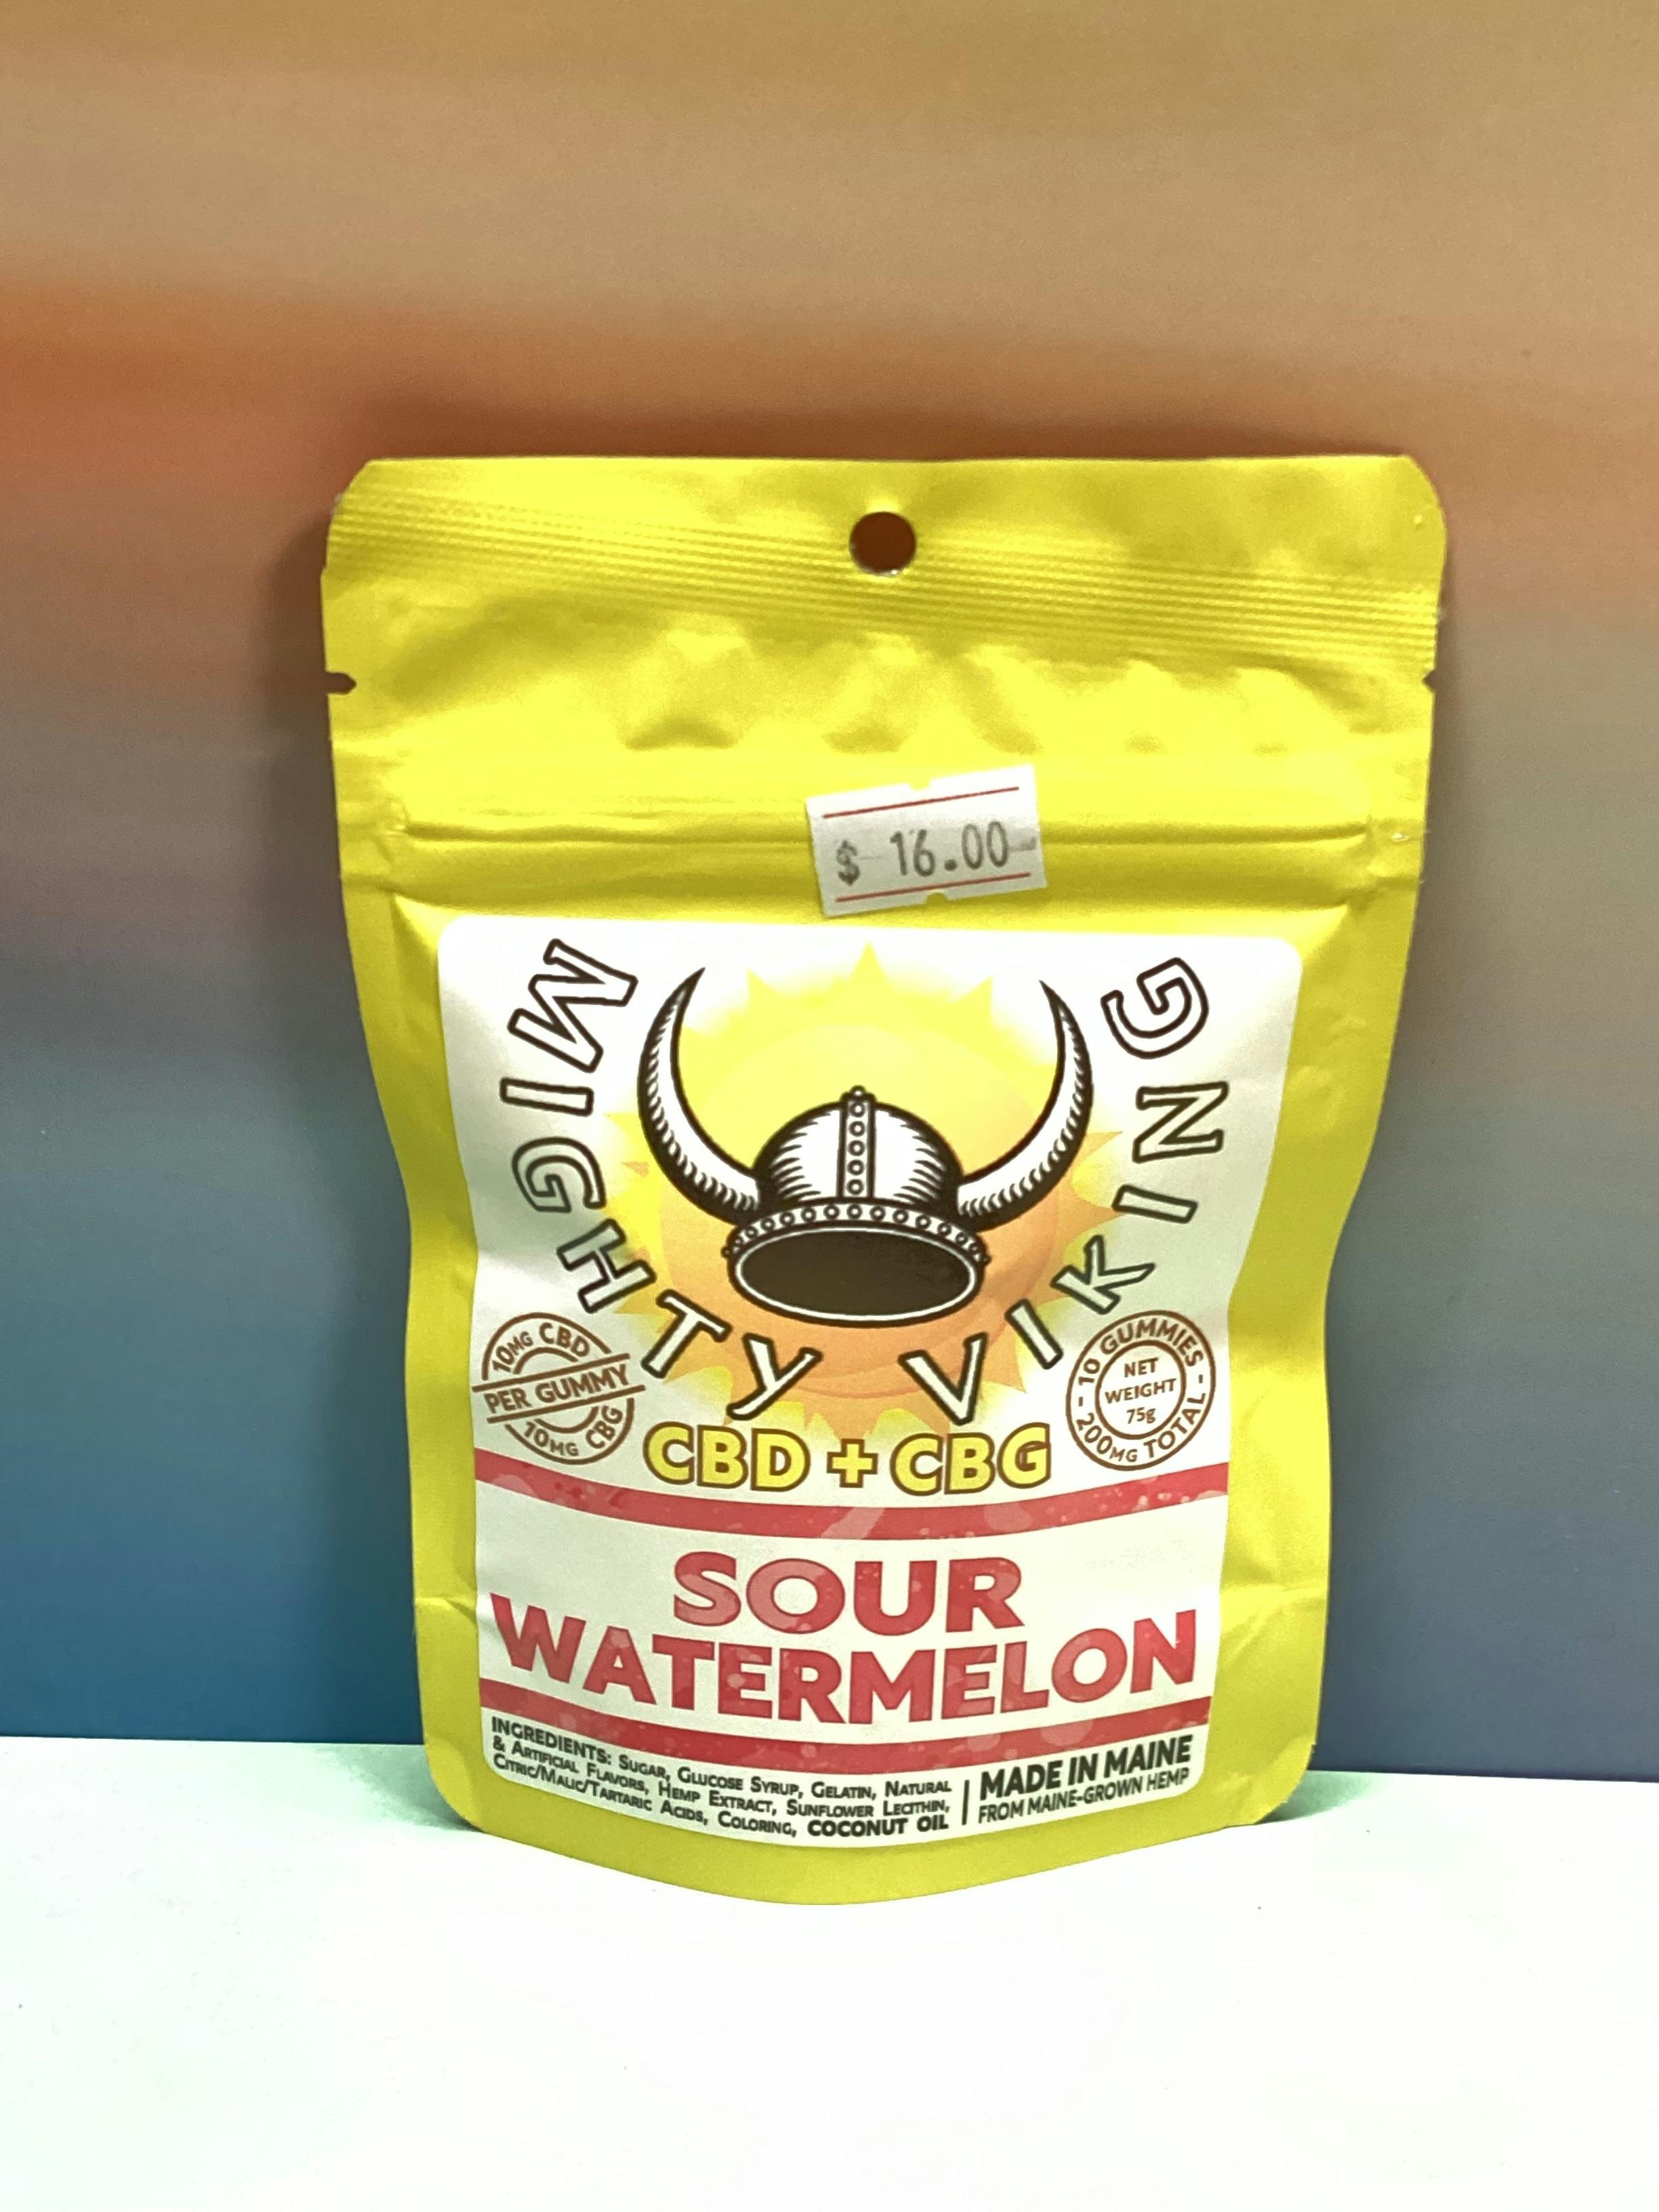 $ 16.00
MIGHTY VIKING
10MG CBD
PER GUMMY
10MG CBG
- 10 GUMMIES -
NET
WEIGHT
75g
200MG TOTAL
CBD + CBG
SOUR
WATERMELON
INGREDIENTS: SUGAR, GLUCOSE SYRUP, GELATIN, NATURAL
& ARTIFICIAL FLAVORS, HEMP EXTRACT, SUNFLOWER LECITHIN,
CITRIC/MALIC/TARTARIC ACIDS, COLORING, COCONUT OIL
MADE IN MAINE
FROM MAINE-GROWN HEMP